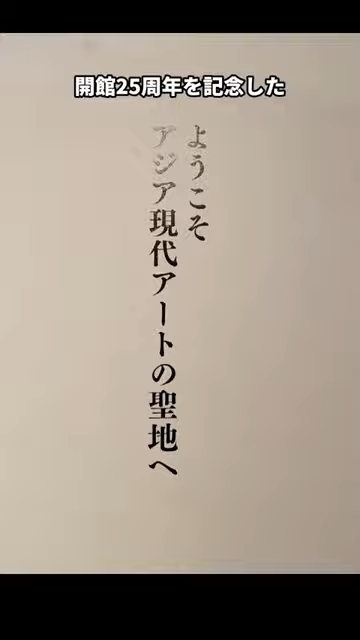 開館25周年を記念した
ようこそ
アジア現代アートの聖地へ